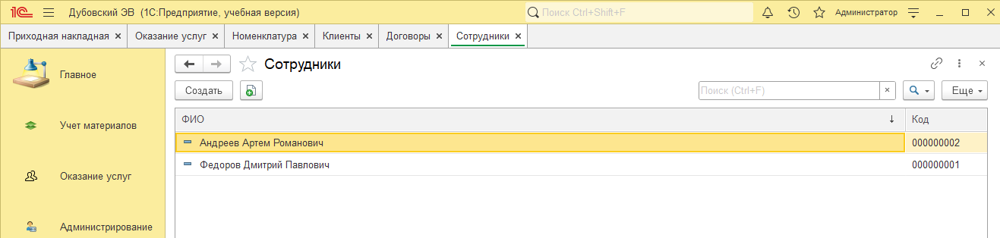 1С Дубовский ЭВ (1С:Предприятие, учебная версия) Поиск Ctrl+Shift+F Администратор
Приходная накладная Оказание услуг Номенклатура Клиенты Договоры Сотрудники
Главное
Учет материалов
Оказание услуг
Администрирование
Сотрудники
Создать Поиск (Ctrl+F) Еще
ФИО Код
Андреев Артем Романович 000000002
Федоров Дмитрий Павлович 000000001